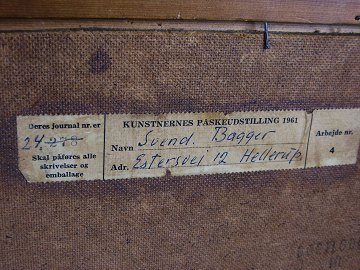 Deres journal nr. er
24.
Skal påføres alle
skrivelser og
emballage
KUNSTNERNES PÅSKEUDSTILLING 1961
Navn Svend. Bagger
Adr. Estersvej 12 Hellerup.
Arbejde nr.
4